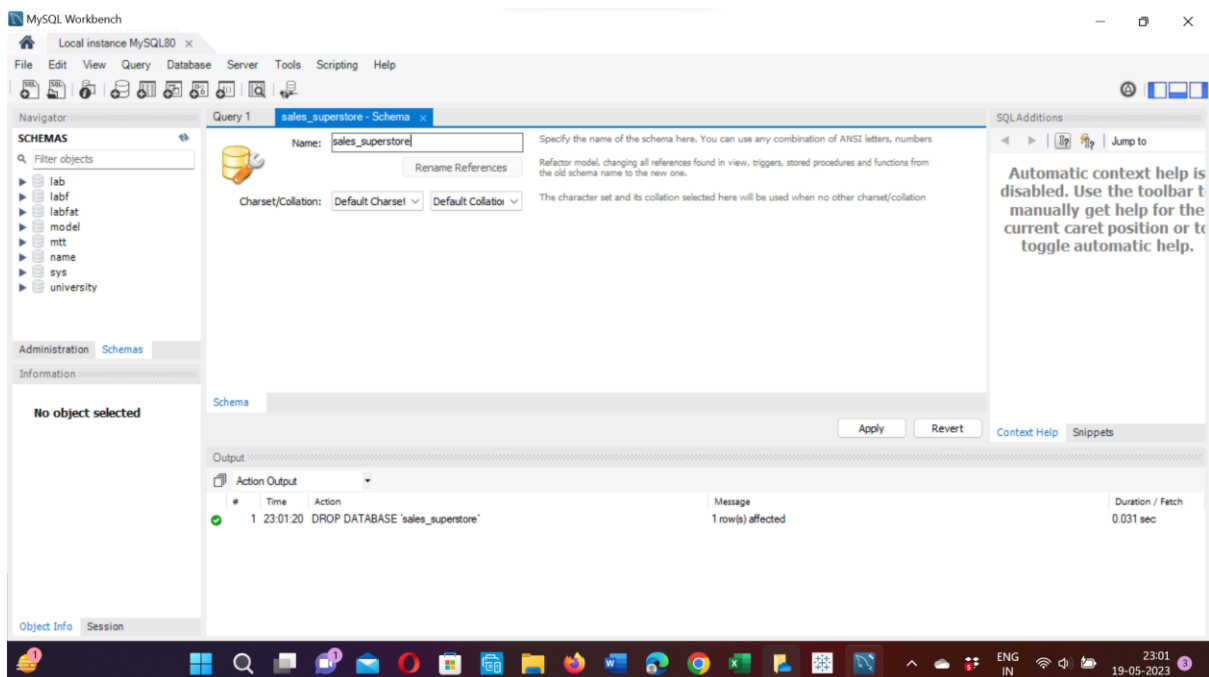 MySQL Workbench
Local instance MySQL80
File Edit View Query Database Server Tools Scripting Help
Navigator
SCHEMAS
Filter objects
lab
labf
labfat
model
mtt
name
sys
university
Administration Schemas
Information
No object selected
Object Info Session
Query 1 sales_superstore - Schema
Name: sales_superstore
Specify the name of the schema here. You can use any combination of ANSI letters, numbers
Rename References
Refactor model, changing all references found in view, triggers, stored procedures and functions from
the old schema name to the new one.
Charset/Collation: Default Charset Default Collation
The character set and its collation selected here will be used when no other charset/collation
Schema
Apply Revert
SQLAdditions
Jump to
Automatic context help is
disabled. Use the toolbar t
manually get help for the
current caret position or to
toggle automatic help.
Context Help Snippets
Output
Action Output
# Time Action Message Duration / Fetch
1 23:01:20 DROP DATABASE `sales_superstore` 1 row(s) affected 0.031 sec
1
1
ENG
IN
23:01
19-05-2023
3